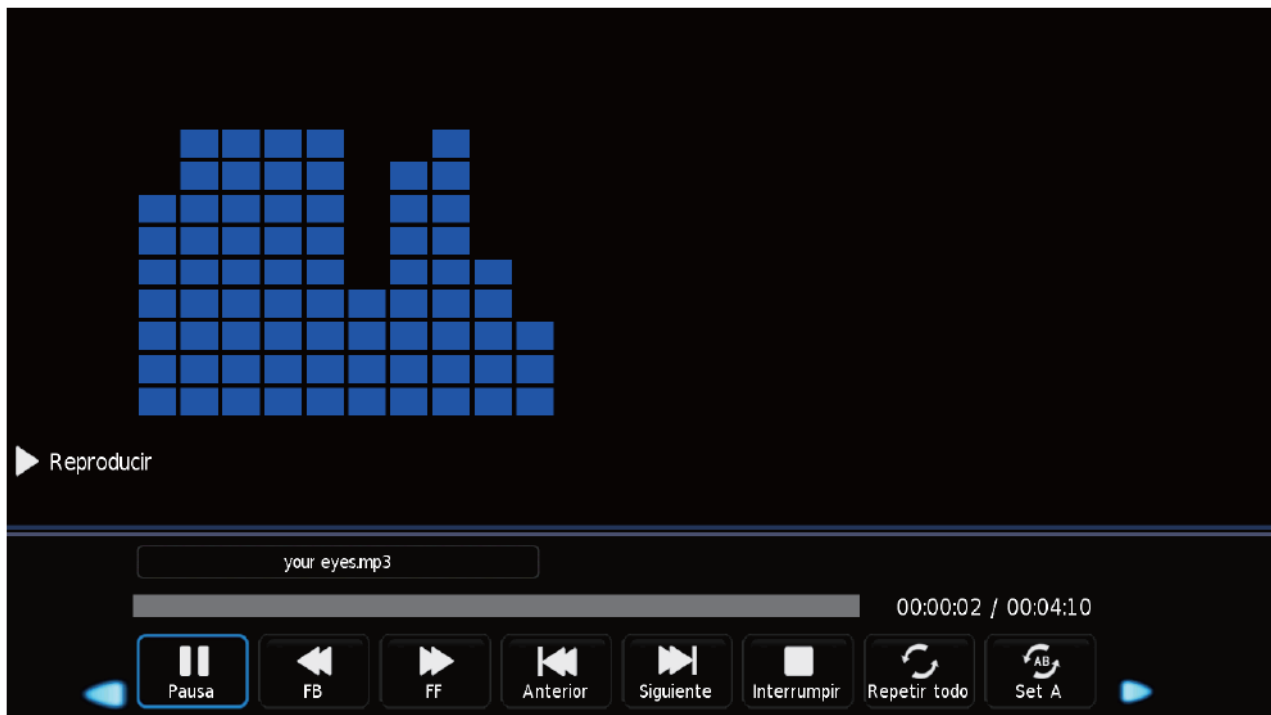 Reproducir
your eyes.mp3
00:00:02 / 00:04:10
Pausa
FB
FF
Anterior
Siguiente
Interrumpir
Repetir todo
AB
Set A